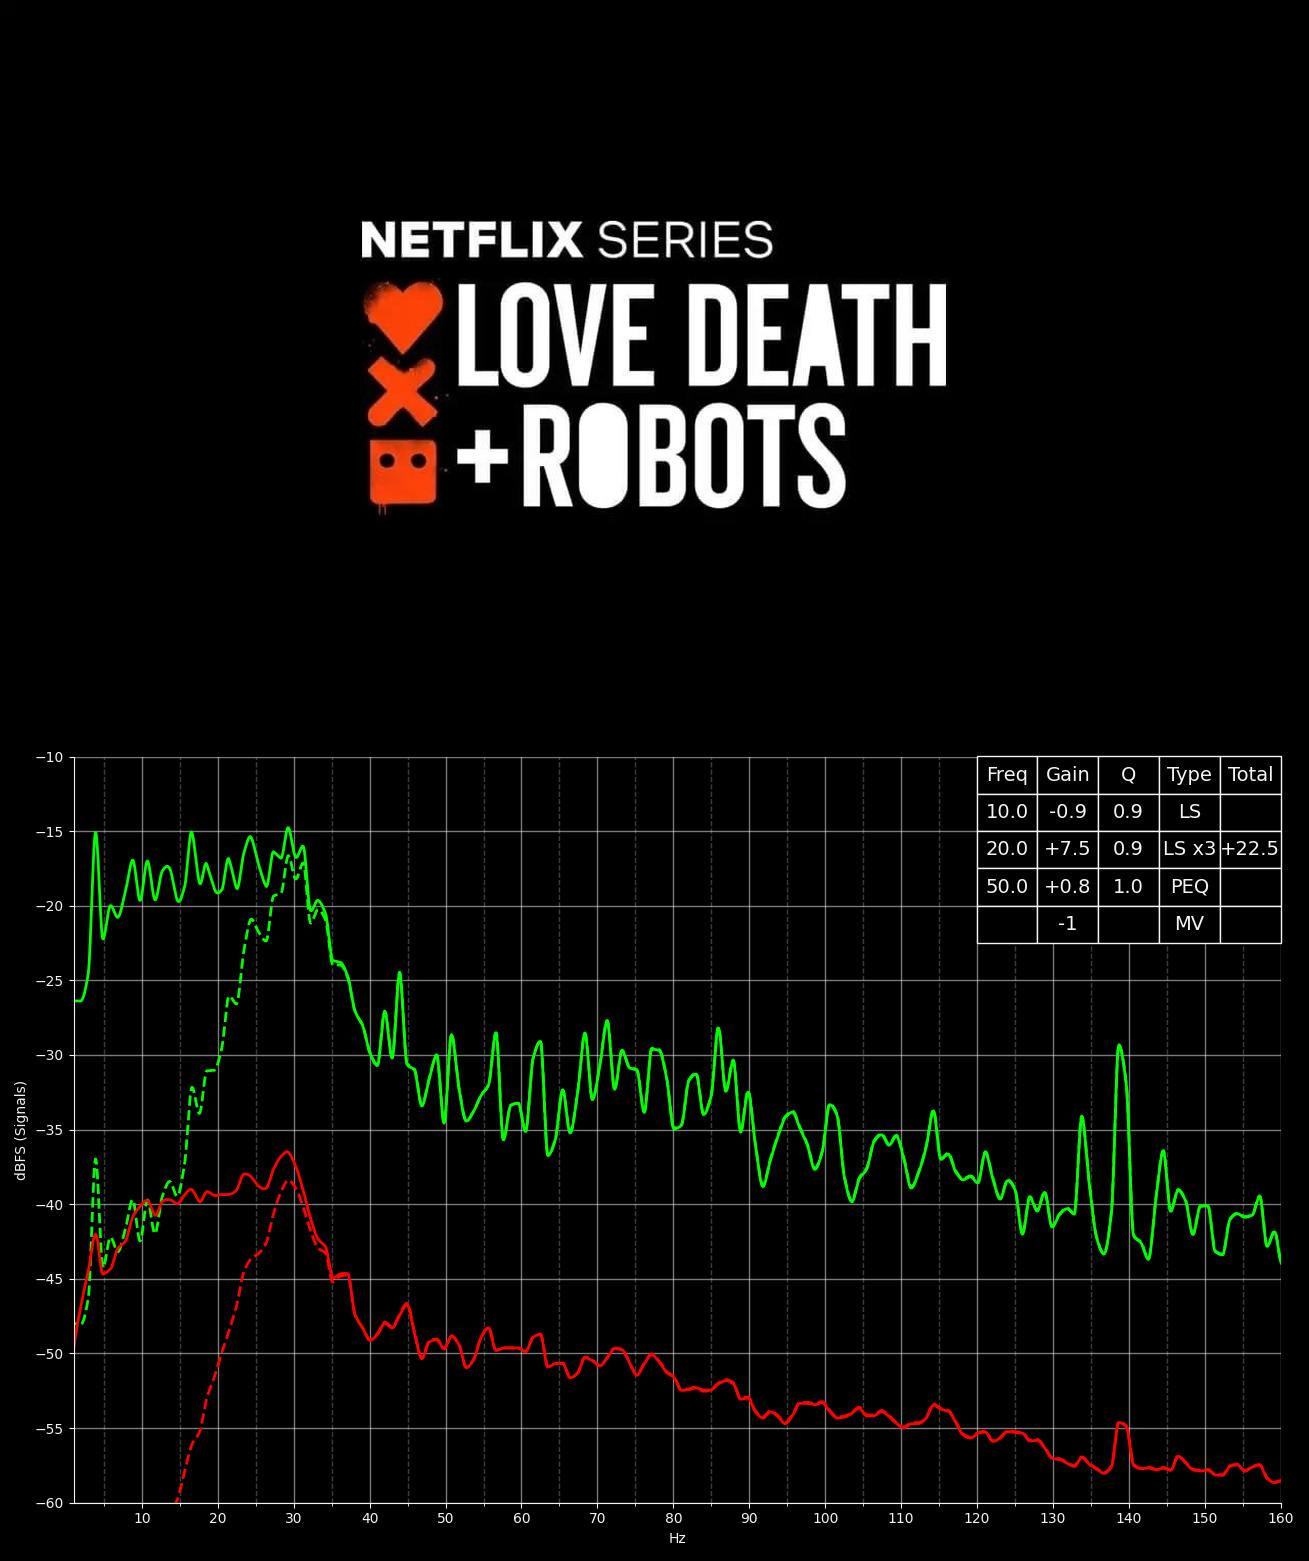 NETFLIX SERIES
LOVE DEATH
+ROBOTS
Freq Gain Q Type Total
10.0 -0.9 0.9 LS
20.0 +7.5 0.9 LS x3 +22.5
50.0 +0.8 1.0 PEQ
-1 MV
dBFS (Signals)
−10
−15
−20
−25
−30
−35
−40
−45
−50
−55
−60
10 20 30 40 50 60 70 80 90 100 110 120 130 140 150 160
Hz